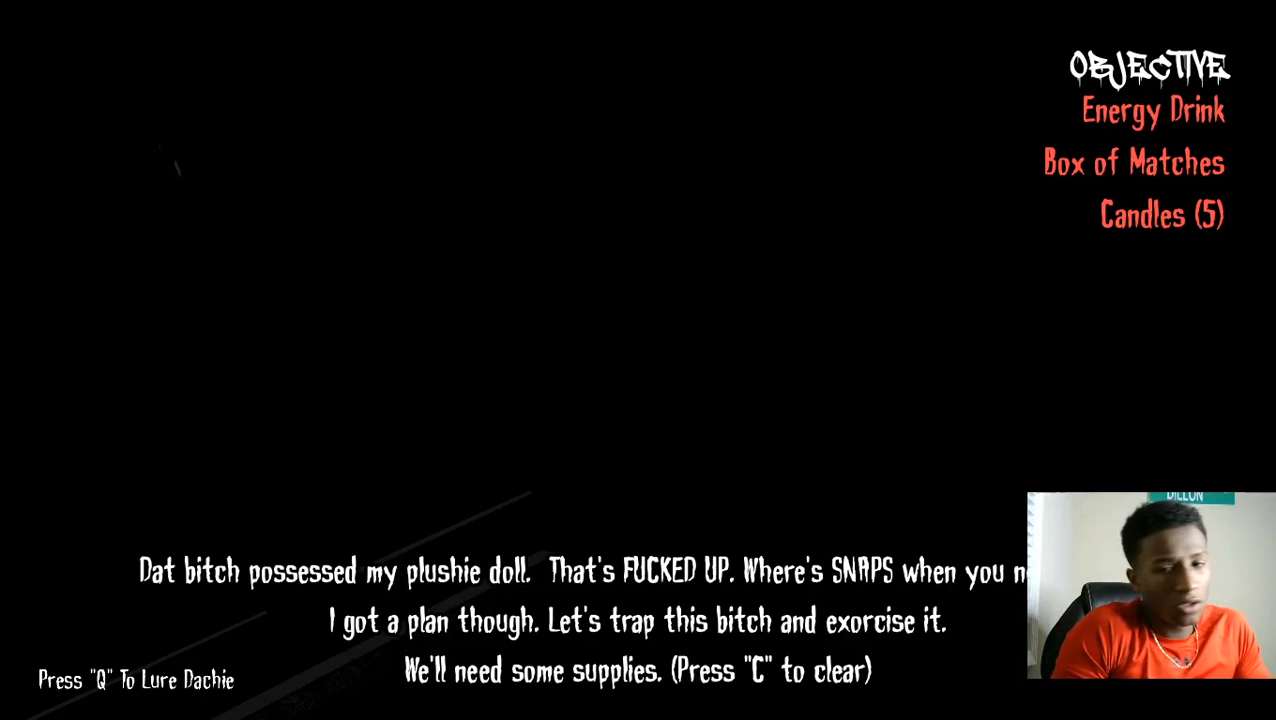 OBJECTIVE
Energy Drink
Box of Matches
Candles (5)
DILLON
Dat bitch possessed my plushie doll. That's FUCKED UP. Where's SNAPS when you
I got a plan though. Let's trap this bitch and exorcise it.
We'll need some supplies. (Press "C" to clear)
Press "Q" To Lure Dachie